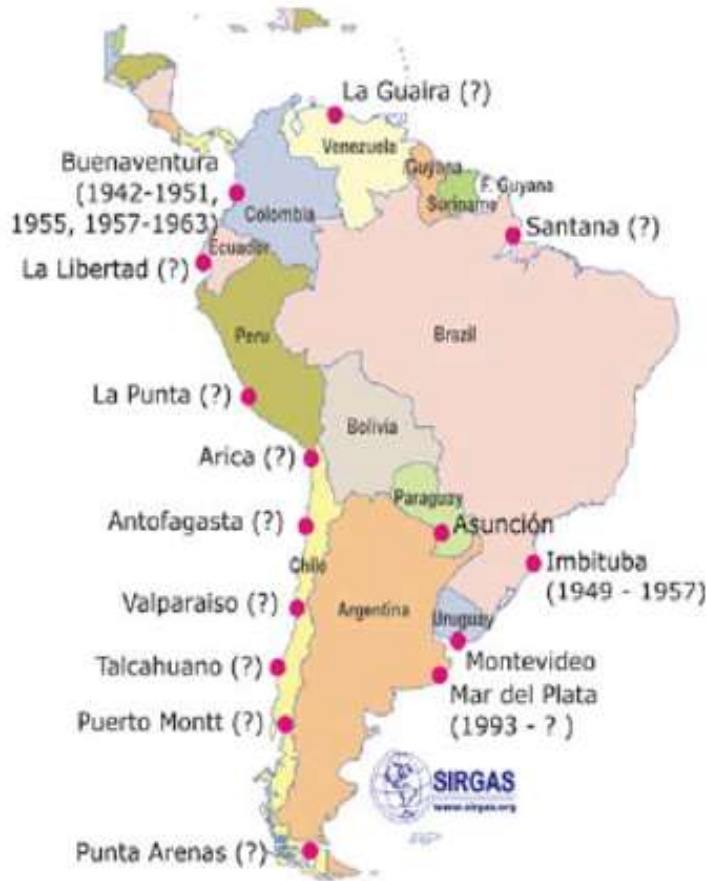 La Guaira (?)
Venezuela
Guyana
Buenaventura
(1942-1951,
1955, 1957-1963)
F. Guyana
Suriname
Colombia
Santana (?)
Ecuador
La Libertad (?)
Peru
Brazil
La Punta (?)
Bolivia
Arica (?)
Paraguay
Antofagasta (?)
Asunción
Chile
Imbituba
(1949 - 1957)
Valparaiso (?)
Argentina
Uruguay
Talcahuano (?)
Montevideo
Mar del Plata
(1993 - ? )
Puerto Montt (?)
SIRGAS
www.sirgas.org
Punta Arenas (?)